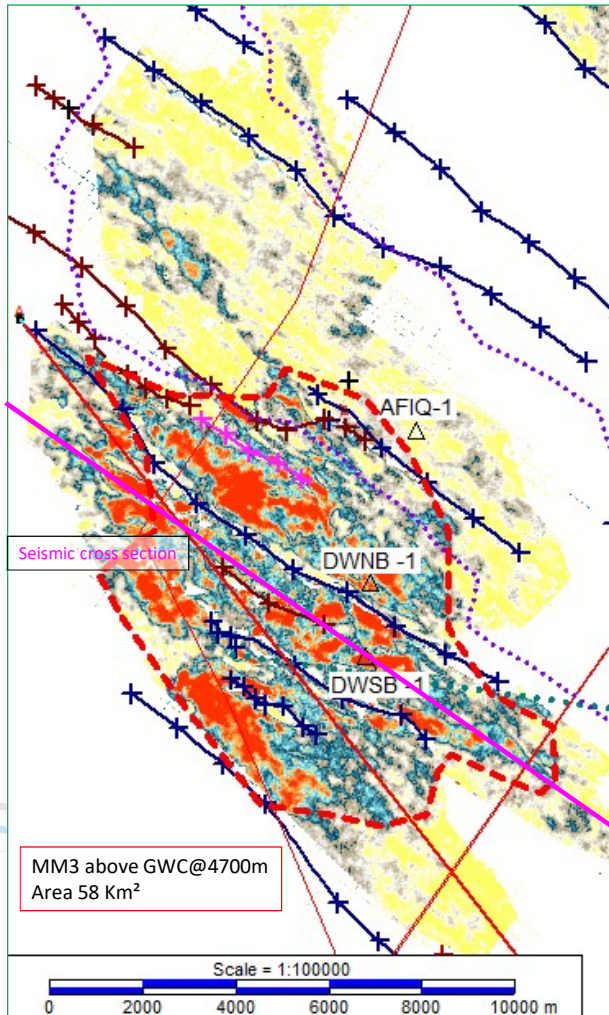 AFIQ-1
Seismic cross section
DWNB -1
DWSB -1
MM3 above GWC@4700m
Area 58 Km²
Scale = 1:100000
0 2000 4000 6000 8000 10000 m